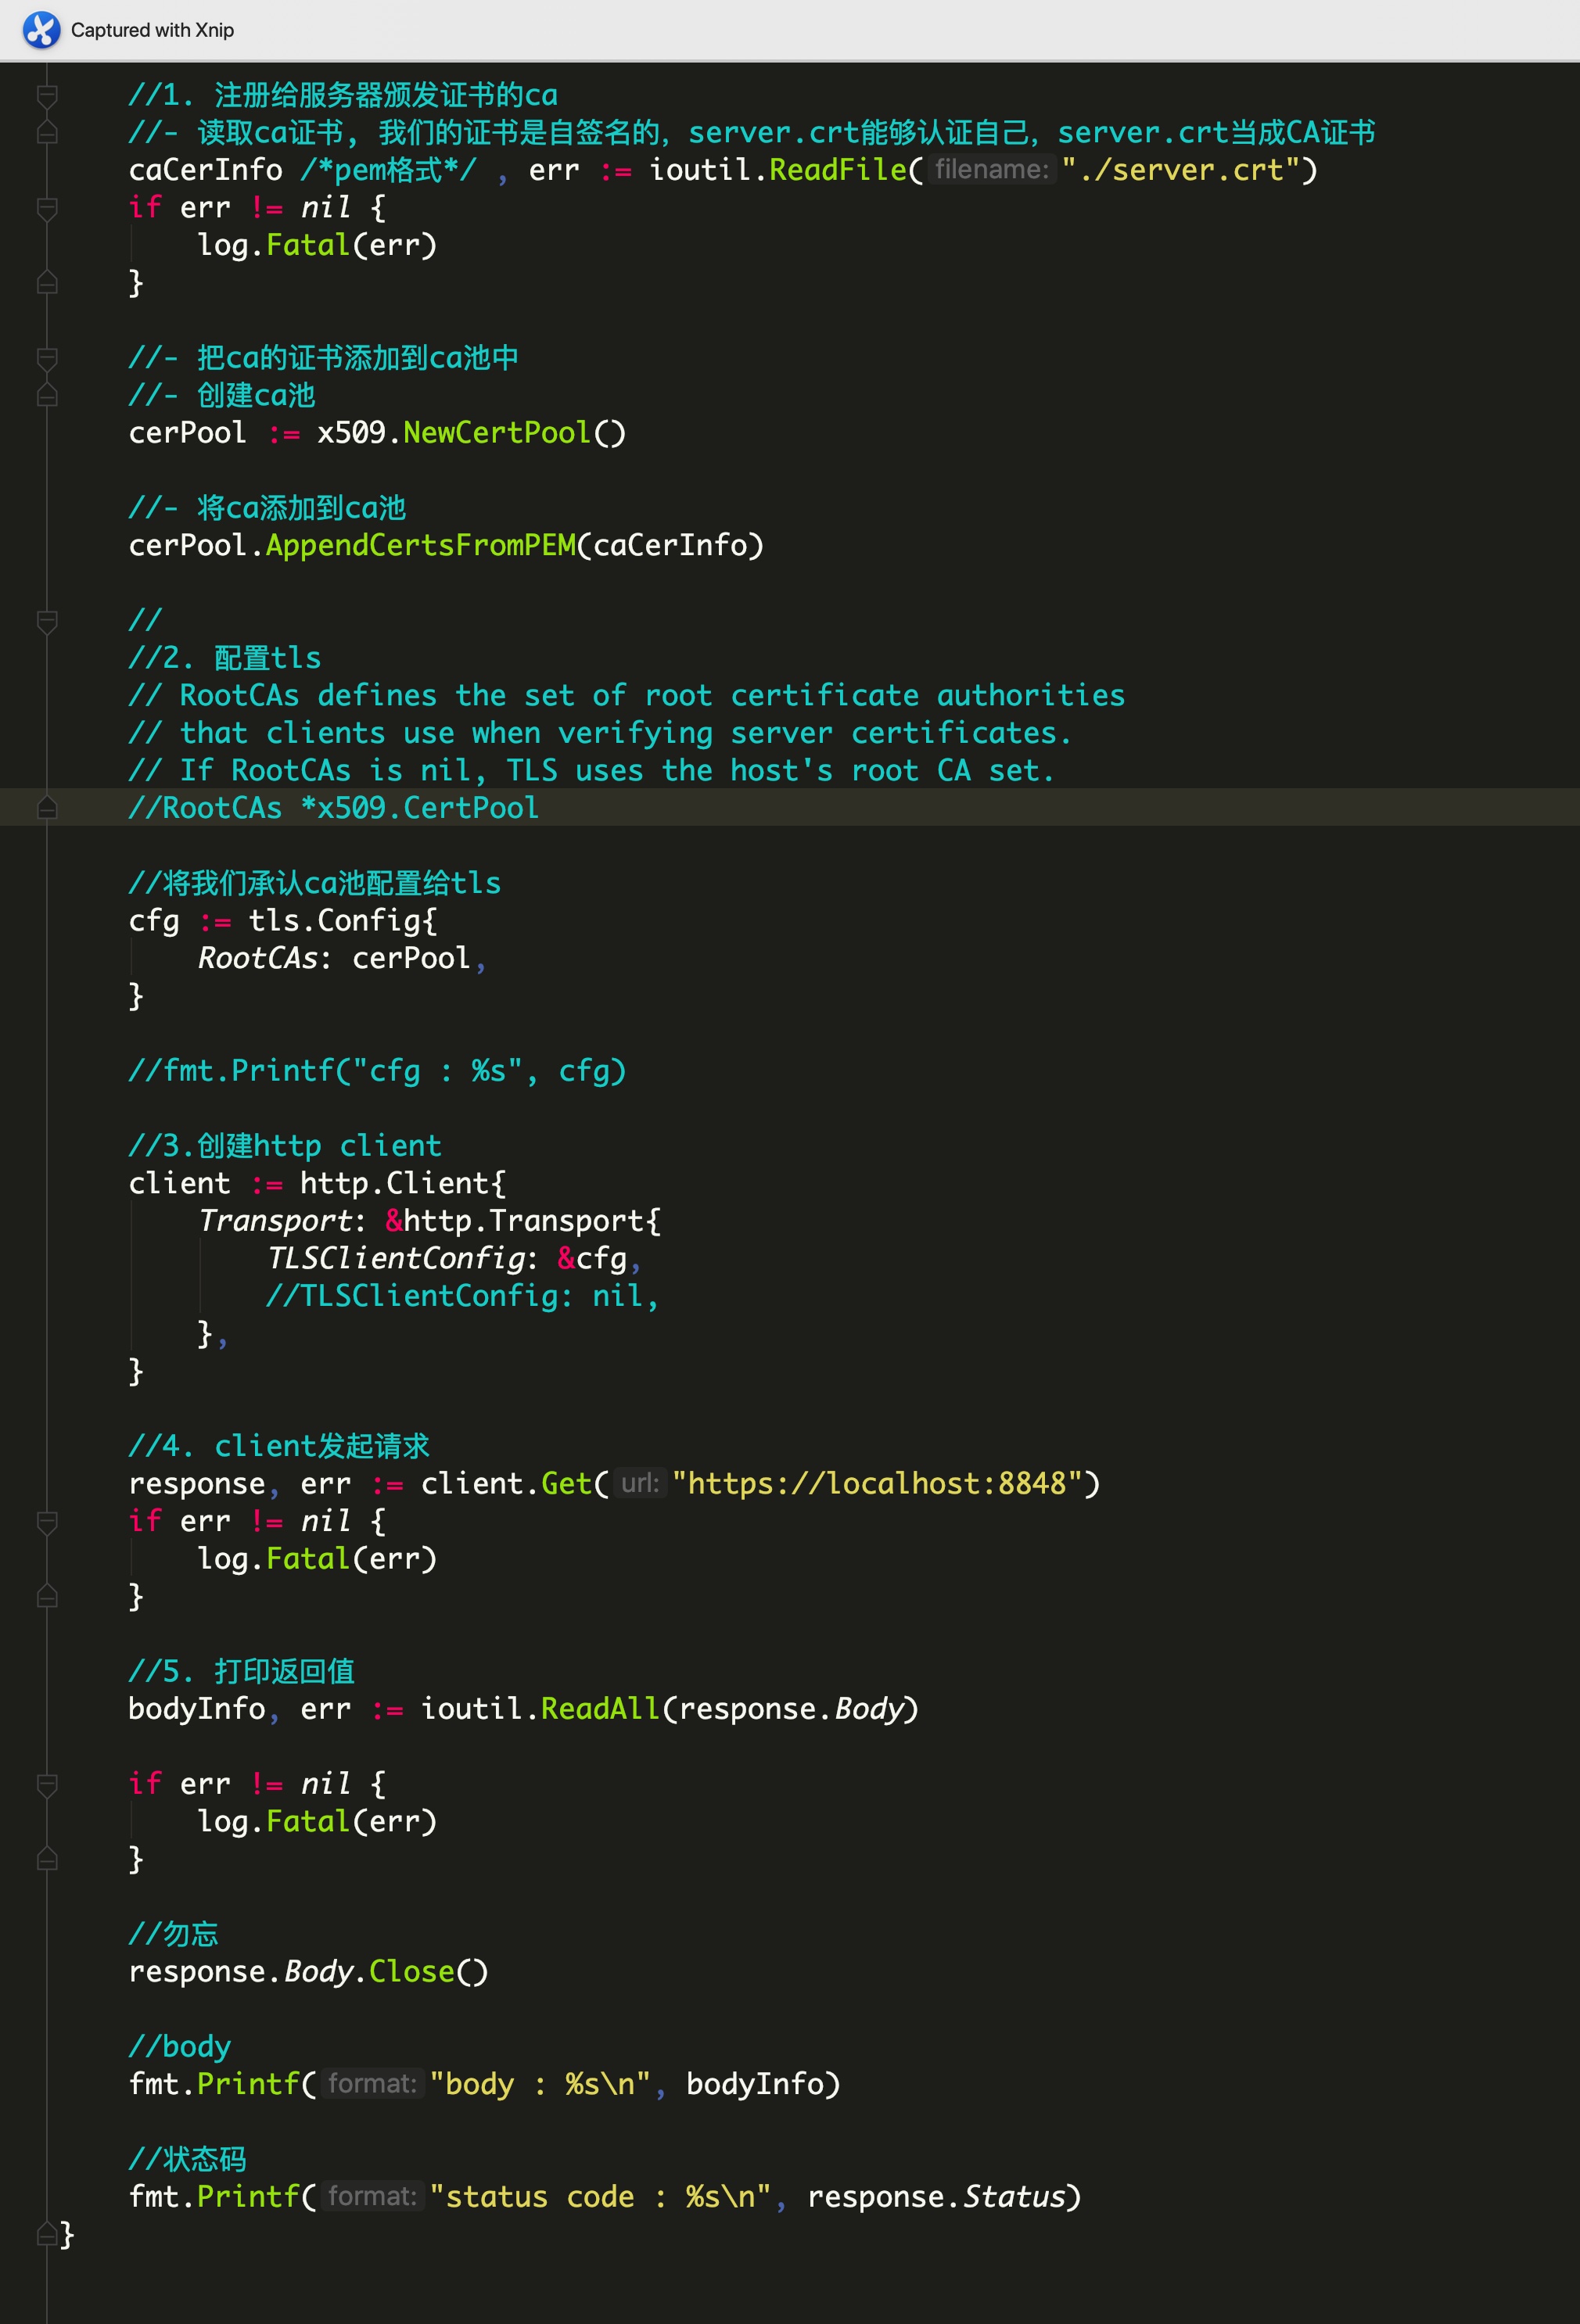 Captured with Xnip
//1. 注册给服务器颁发证书的ca
//- 读取ca证书, 我们的证书是自签名的，server.crt能够认证自己，server.crt当成CA证书
caCerInfo /*pem格式*/ , err := ioutil.ReadFile( filename: "./server.crt")
if err != nil {
log.Fatal(err)
}
//- 把ca的证书添加到ca池中
//- 创建ca池
cerPool := x509.NewCertPool()
//- 将ca添加到ca池
cerPool.AppendCertsFromPEM(caCerInfo)
//
//2. 配置tls
// RootCAs defines the set of root certificate authorities
// that clients use when verifying server certificates.
// If RootCAs is nil, TLS uses the host's root CA set.
//RootCAs *x509.CertPool
//将我们承认ca池配置给tls
cfg := tls.Config{
RootCAs: cerPool,
}
//fmt.Printf("cfg : %s", cfg)
//3.创建http client
client := http.Client{
Transport: &http.Transport{
TLSClientConfig: &cfg,
//TLSClientConfig: nil,
},
}
//4. client发起请求
response, err := client.Get( url: "https://localhost:8848")
if err != nil {
log.Fatal(err)
}
//5. 打印返回值
bodyInfo, err := ioutil.ReadAll(response.Body)
if err != nil {
log.Fatal(err)
}
//勿忘
response.Body.Close()
//body
fmt.Printf( format: "body : %s\n", bodyInfo)
//状态码
fmt.Printf( format: "status code : %s\n", response.Status)
}